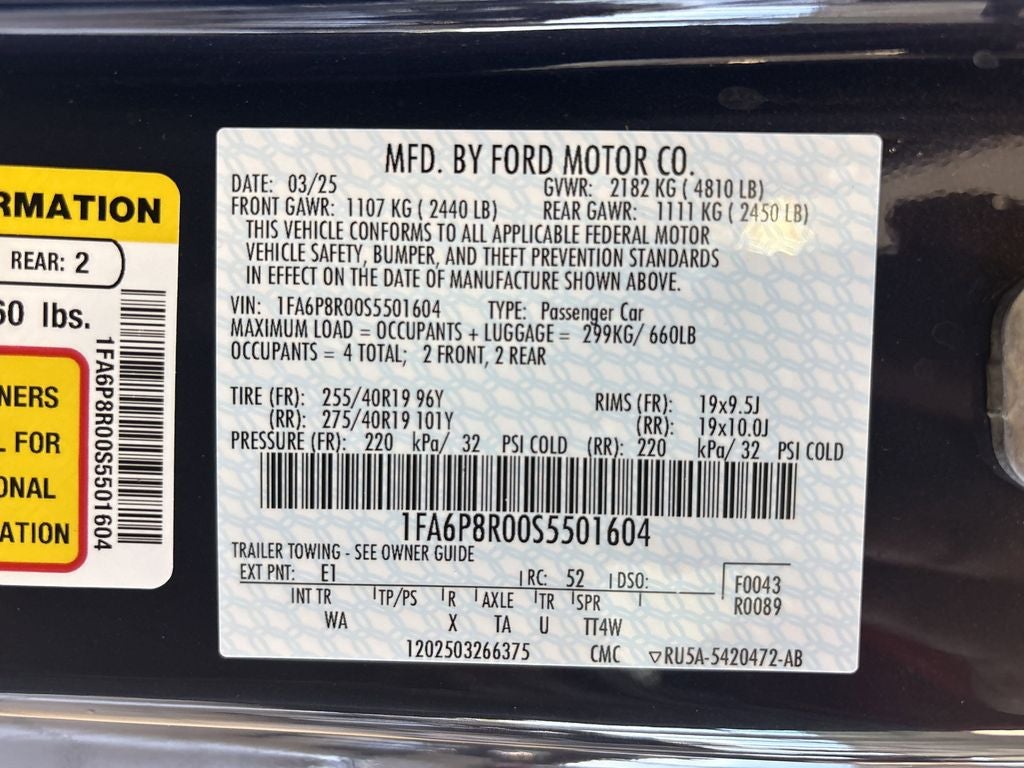 RMATION
REAR: 2
60 lbs.
NERS
L FOR
ONAL
ATION
1FA6P8R00S5501604
MFD. BY FORD MOTOR CO.
DATE: 03/25 GVWR: 2182 KG ( 4810 LB)
FRONT GAWR: 1107 KG ( 2440 LB) REAR GAWR: 1111 KG ( 2450 LB)
THIS VEHICLE CONFORMS TO ALL APPLICABLE FEDERAL MOTOR
VEHICLE SAFETY, BUMPER, AND THEFT PREVENTION STANDARDS
IN EFFECT ON THE DATE OF MANUFACTURE SHOWN ABOVE.
VIN: 1FA6P8R00S5501604 TYPE: Passenger Car
MAXIMUM LOAD = OCCUPANTS + LUGGAGE = 299KG/ 660LB
OCCUPANTS = 4 TOTAL; 2 FRONT, 2 REAR
TIRE (FR): 255/40R19 96Y RIMS (FR): 19x9.5J
(RR): 275/40R19 101Y (RR): 19x10.0J
PRESSURE (FR): 220 kPa/ 32 PSI COLD (RR): 220 kPa/ 32 PSI COLD
1FA6P8R00S5501604
TRAILER TOWING - SEE OWNER GUIDE
EXT PNT: E1 RC: 52 DSO: F0043
R0089
INT TR TP/PS R AXLE TR SPR
WA X TA U TT4W
1202503266375 CMC ▽RU5A-5420472-AB